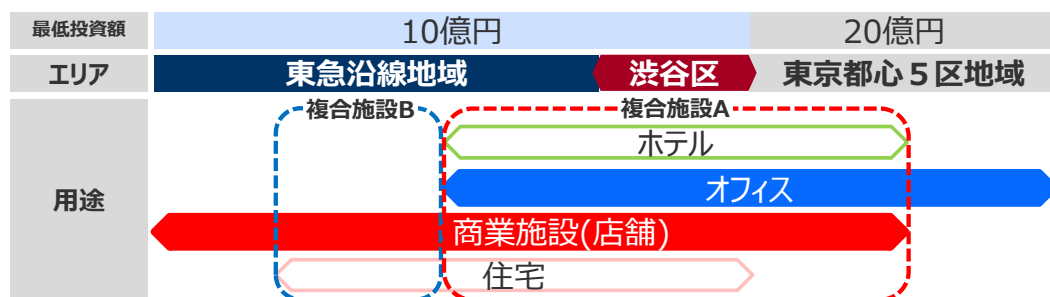 最低投資額
10億円
20億円
エリア
東急沿線地域
渋谷区
東京都心５区地域
用途
複合施設B
複合施設A
ホテル
オフィス
商業施設(店舗)
住宅